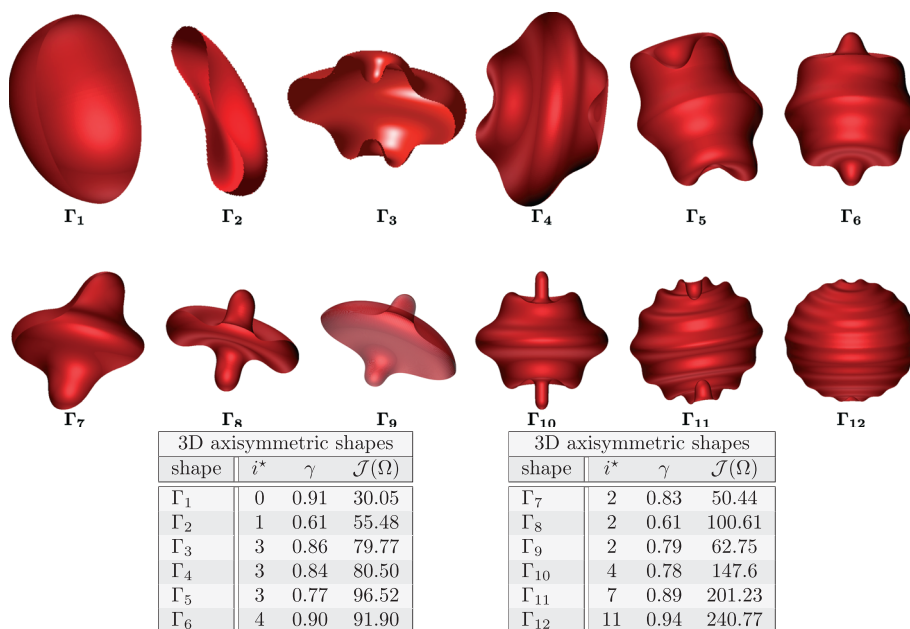 Γ₁ Γ₂ Γ₃ Γ₄ Γ₅ Γ₆
Γ₇ Γ₈ Γ₉ Γ₁₀ Γ₁₁ Γ₁₂
3D axisymmetric shapes
shape i⋆ γ 𝒥(Ω)
Γ₁ 0 0.91 30.05
Γ₂ 1 0.61 55.48
Γ₃ 3 0.86 79.77
Γ₄ 3 0.84 80.50
Γ₅ 3 0.77 96.52
Γ₆ 4 0.90 91.90
3D axisymmetric shapes
shape i⋆ γ 𝒥(Ω)
Γ₇ 2 0.83 50.44
Γ₈ 2 0.61 100.61
Γ₉ 2 0.79 62.75
Γ₁₀ 4 0.78 147.6
Γ₁₁ 7 0.89 201.23
Γ₁₂ 11 0.94 240.77